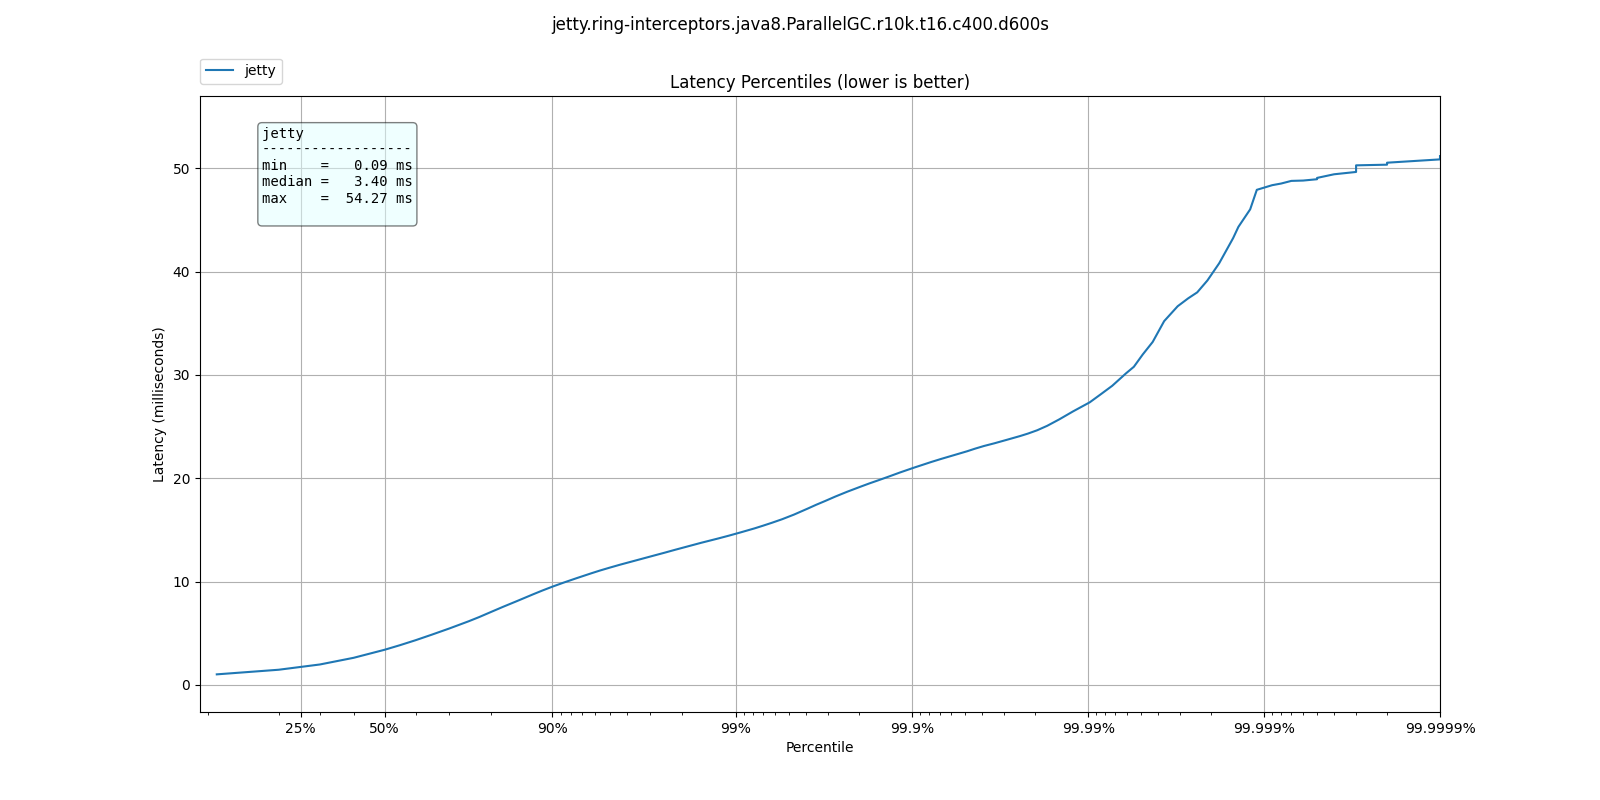 jetty.ring-interceptors.java8.ParallelGC.r10k.t16.c400.d600s
jetty
Latency Percentiles (lower is better)
jetty
------------------
min    =   0.09 ms
median =   3.40 ms
max    =  54.27 ms
50
40
30
20
10
0
Latency (milliseconds)
25% 50% 90% 99% 99.9% 99.99% 99.999% 99.9999%
Percentile